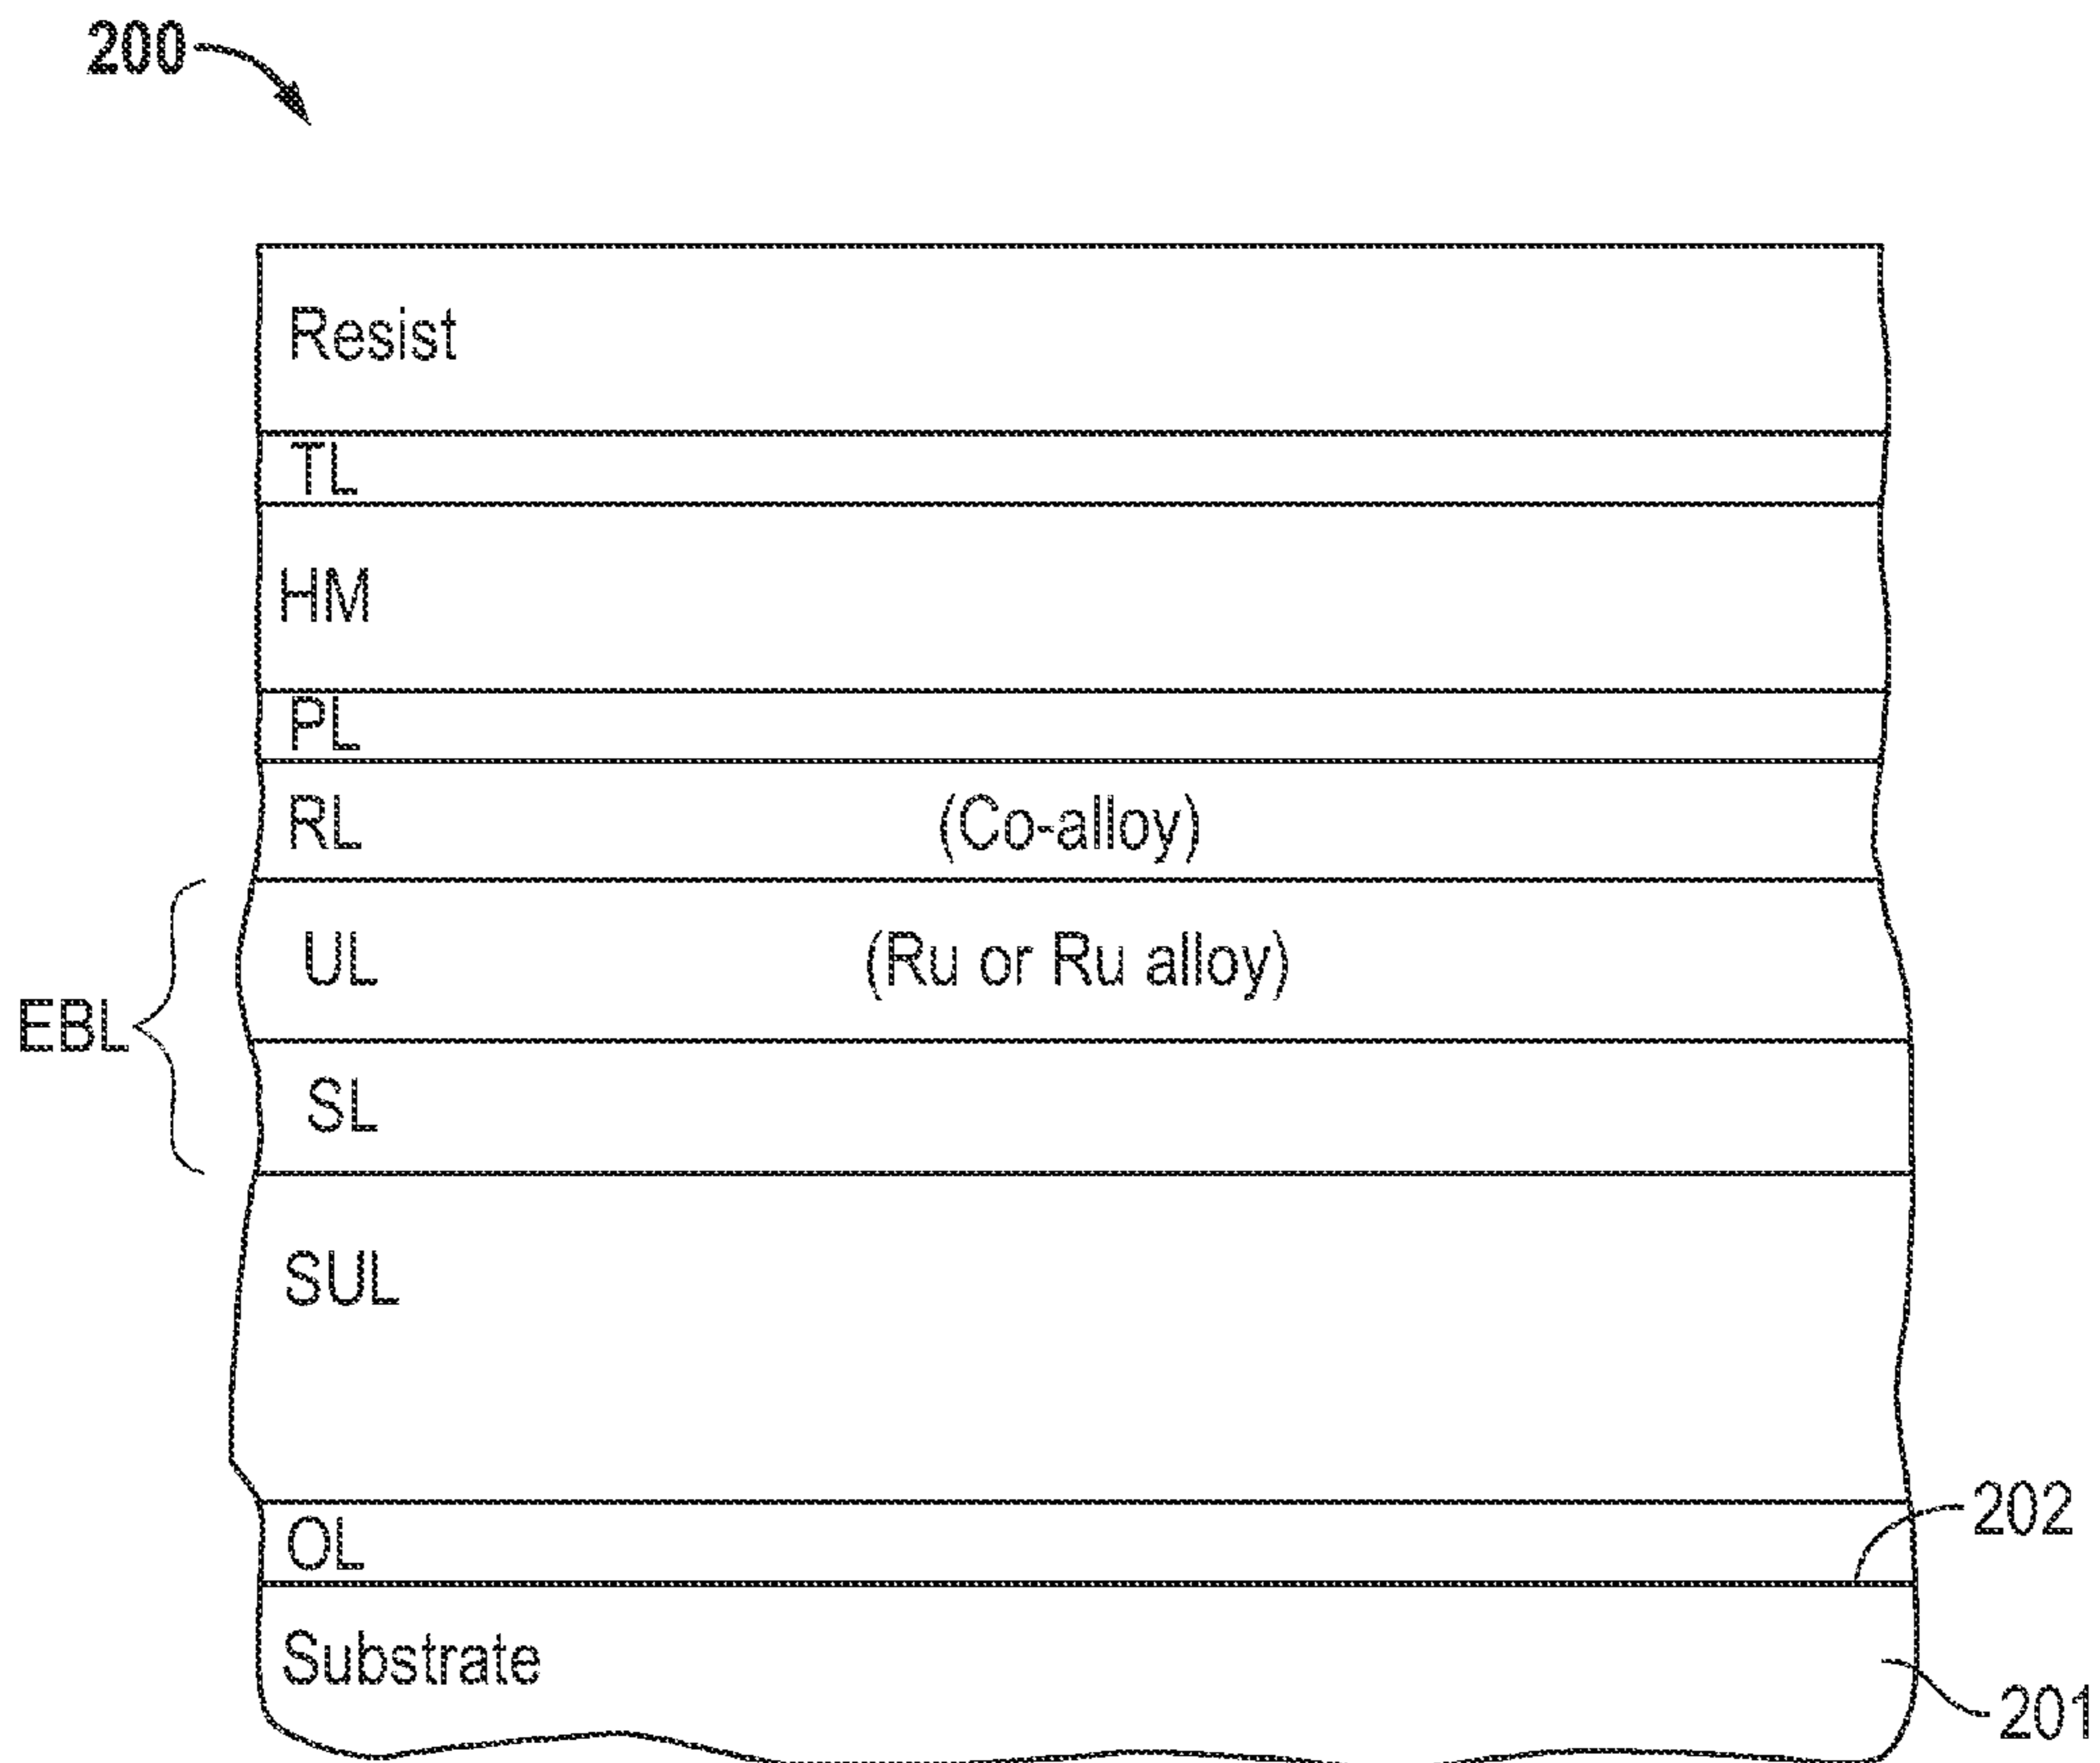 200
Resist
TL
HM
PL
RL (Co-alloy)
UL (Ru or Ru alloy)
EBL
SL
SUL
202
OL
Substrate
201